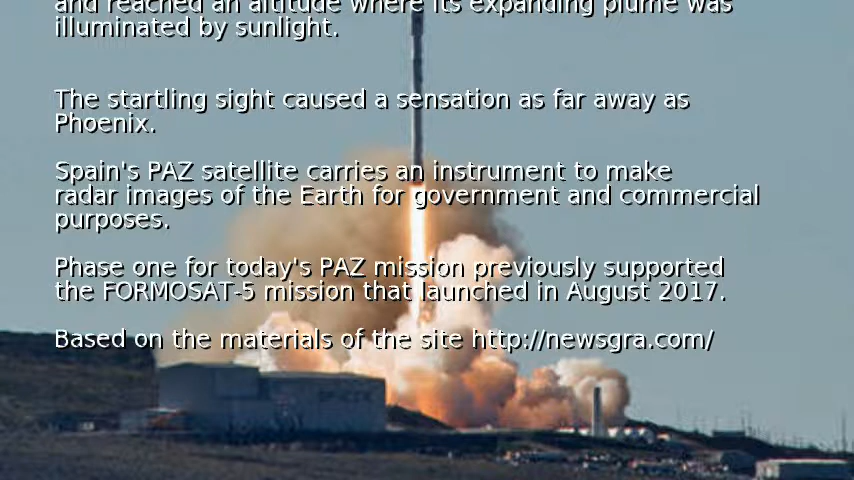 and reached an altitude where its expanding plume was
illuminated by sunlight.
The startling sight caused a sensation as far away as
Phoenix.
Spain's PAZ satellite carries an instrument to make
radar images of the Earth for government and commercial
purposes.
Phase one for today's PAZ mission previously supported
the FORMOSAT-5 mission that launched in August 2017.
Based on the materials of the site http://newsgra.com/